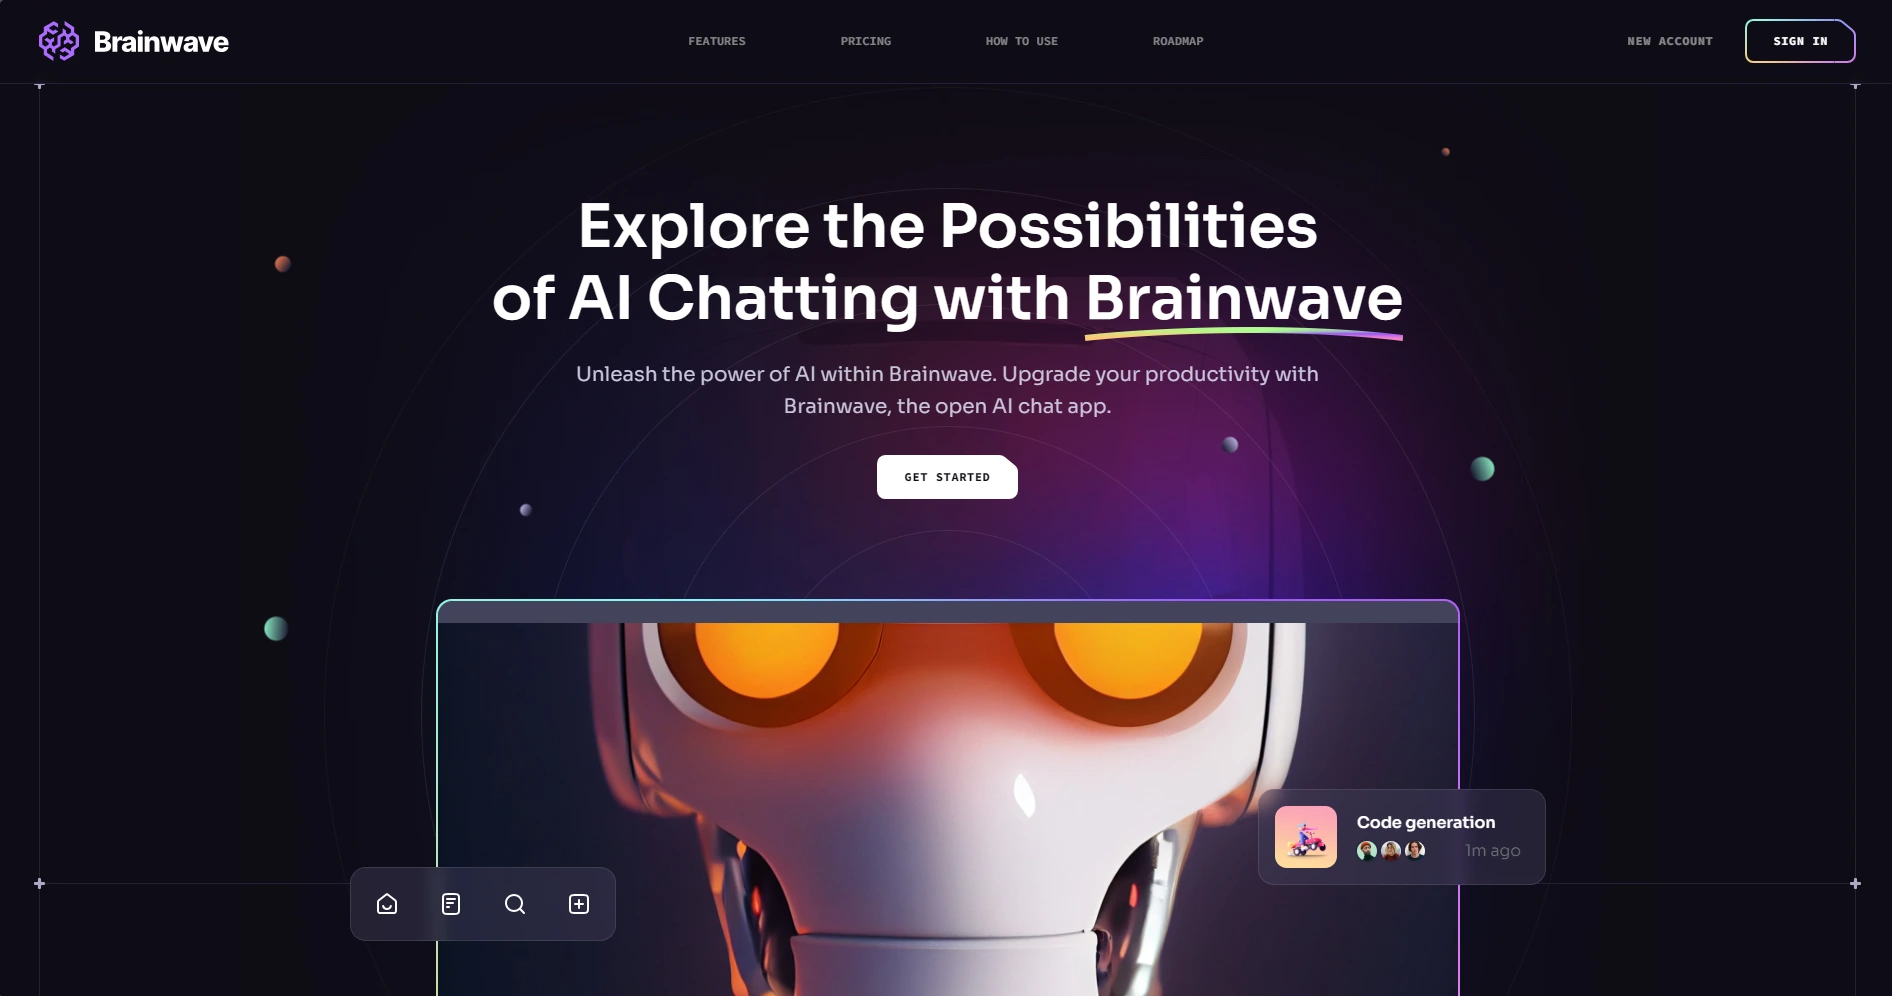 Brainwave
FEATURES
PRICING
HOW TO USE
ROADMAP
NEW ACCOUNT
SIGN IN
Explore the Possibilities
of AI Chatting with Brainwave
Unleash the power of AI within Brainwave. Upgrade your productivity with
Brainwave, the open AI chat app.
GET STARTED
Code generation
1m ago